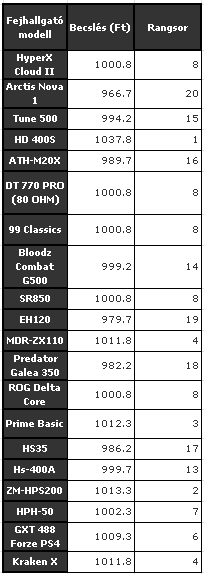 Fejhallgató modell Becslés (Ft) Rangsor
HyperX Cloud II 1000.8 8
Arctis Nova 1 966.7 20
Tune 500 994.2 15
HD 400S 1037.8 1
ATH-M20X 989.7 16
DT 770 PRO (80 OHM) 1000.8 8
99 Classics 1000.8 8
Bloodz Combat G500 999.2 14
SR850 1000.8 8
EH120 979.7 19
MDR-ZX110 1011.8 4
Predator Galea 350 982.2 18
ROG Delta Core 1000.8 8
Prime Basic 1012.3 3
HS35 986.2 17
Hs-400A 999.7 13
ZM-HPS200 1013.3 2
HPH-50 1002.3 7
GXT 488 Forze PS4 1009.3 6
Kraken X 1011.8 4